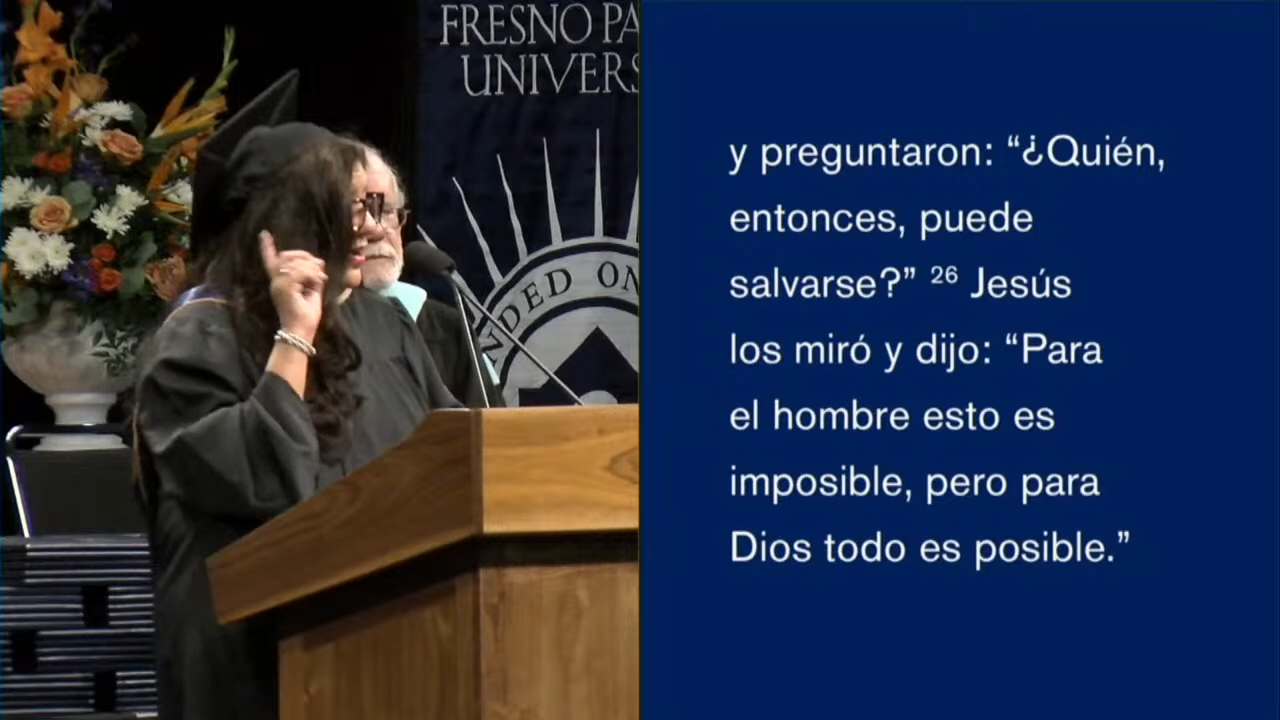 FRESNO PA
UNIVERS
NDED ON
y preguntaron: “¿Quién,
entonces, puede
salvarse?” ²⁶ Jesús
los miró y dijo: “Para
el hombre esto es
imposible, pero para
Dios todo es posible.”